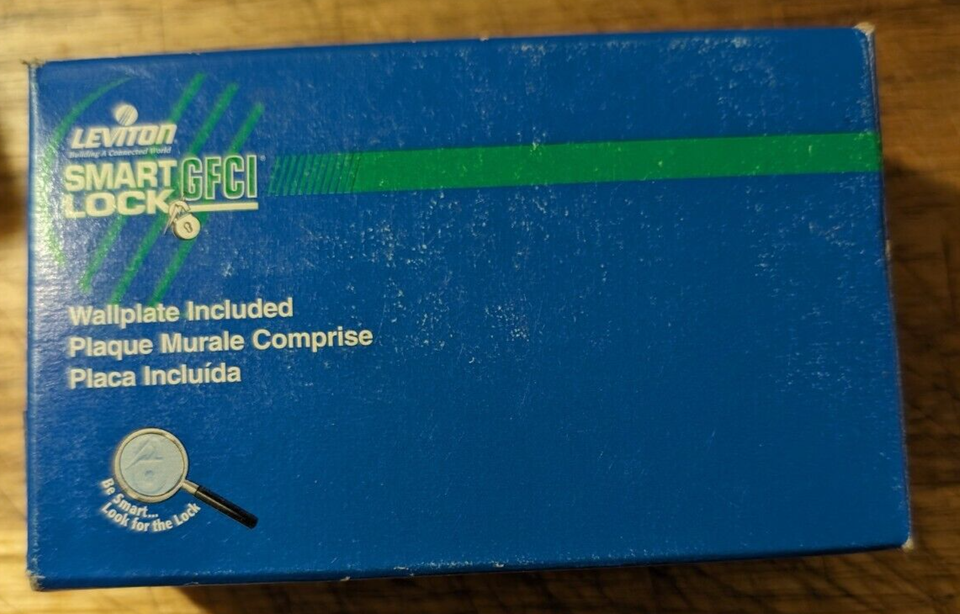 LEVITON
Building A Connected World
SMART
LOCK
GFCI
Wallplate Included
Plaque Murale Comprise
Placa Incluída
Be Smart...
Look for the Lock